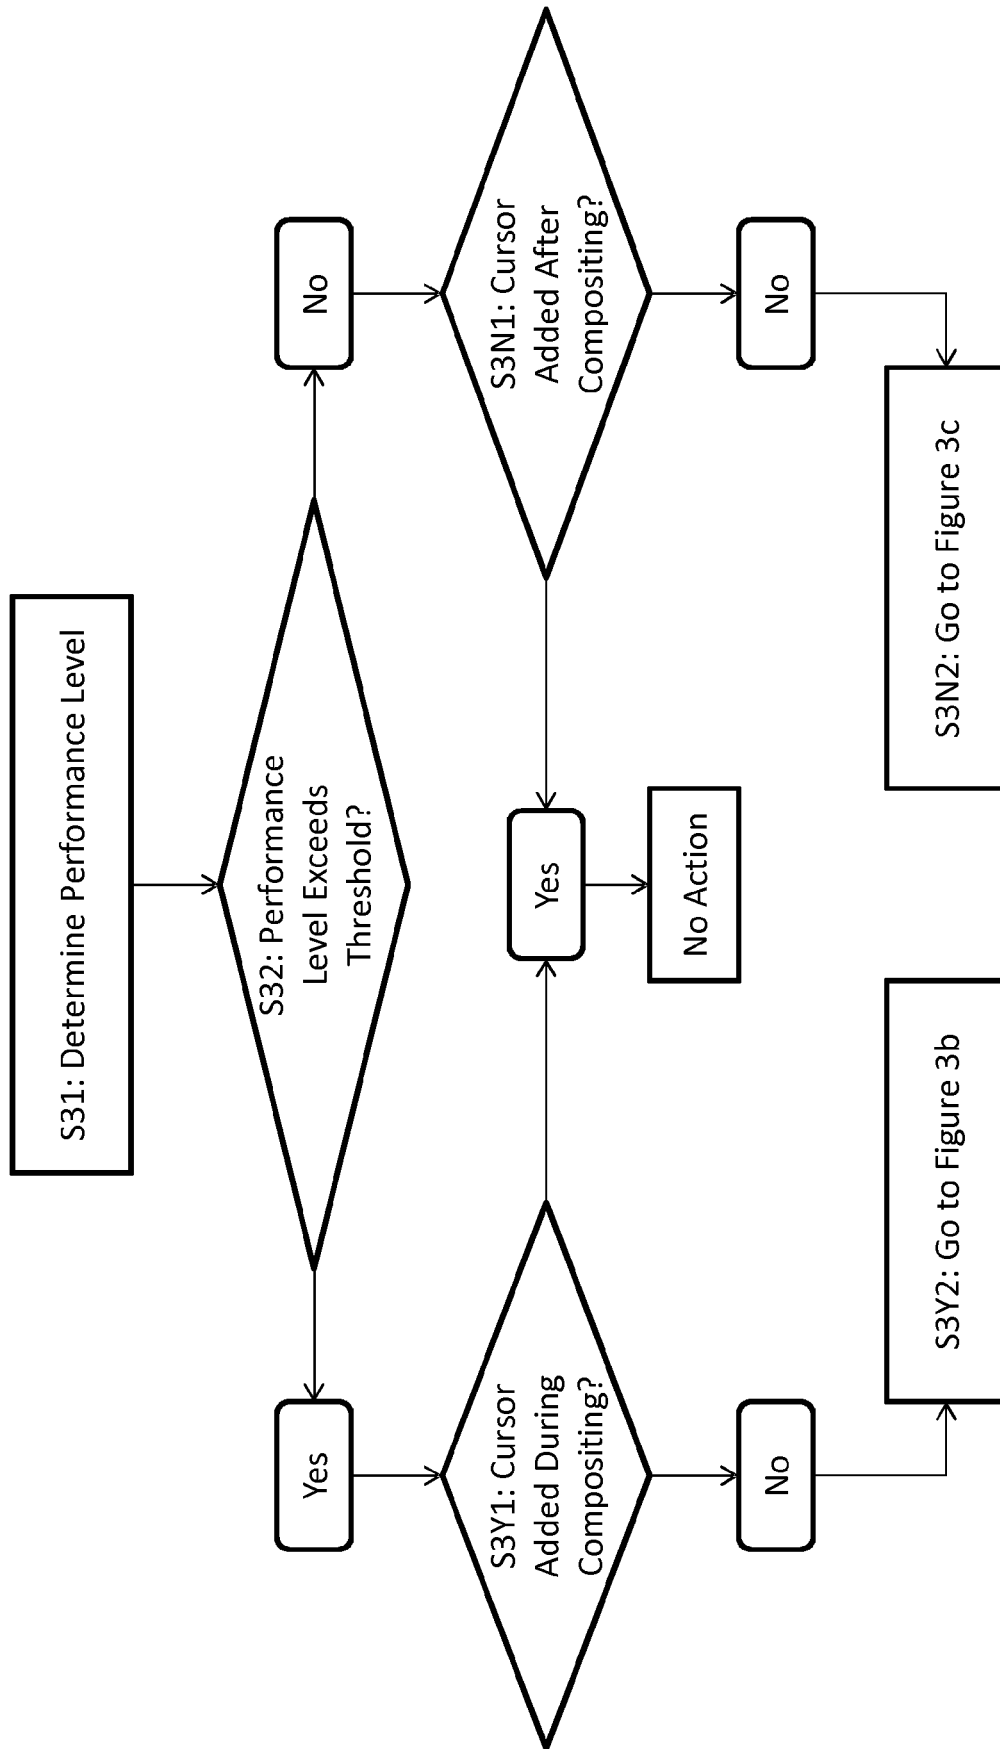 S31: Determine Performance Level
S32: Performance
Level Exceeds
Threshold?
Yes
No
S3Y1: Cursor
Added During
Compositing?
Yes
S3N1: Cursor
Added After
Compositing?
No
No Action
No
S3Y2: Go to Figure 3b
S3N2: Go to Figure 3c